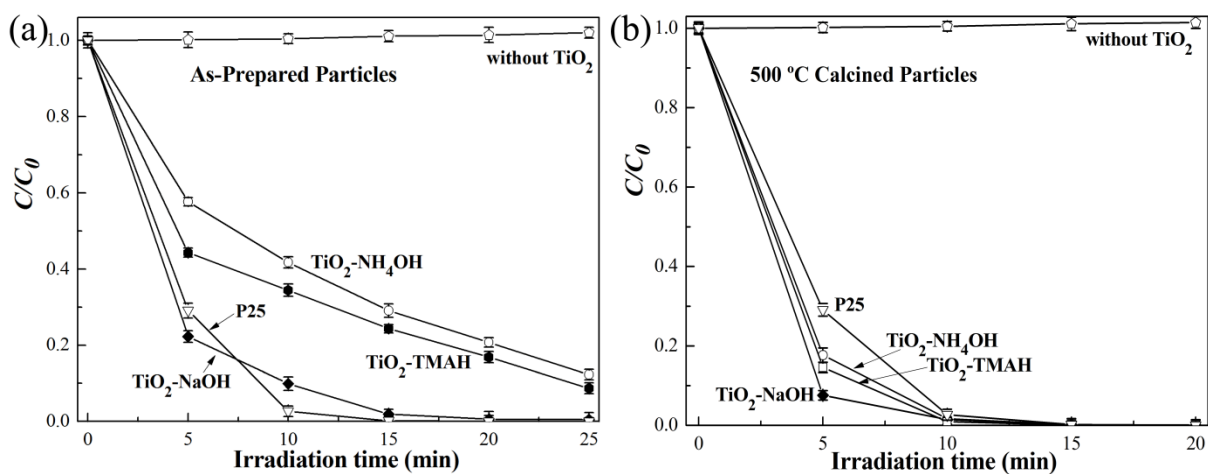 (a)
1.0
0.8
0.6
0.4
0.2
0.0
C/C₀
without TiO₂
As-Prepared Particles
TiO₂-NH₄OH
P25
TiO₂-TMAH
TiO₂-NaOH
0 5 10 15 20 25
Irradiation time (min)
(b)
1.0
0.8
0.6
0.4
0.2
0.0
C/C₀
without TiO₂
500 ºC Calcined Particles
P25
TiO₂-NH₄OH
TiO₂-TMAH
TiO₂-NaOH
0 5 10 15 20
Irradiation time (min)